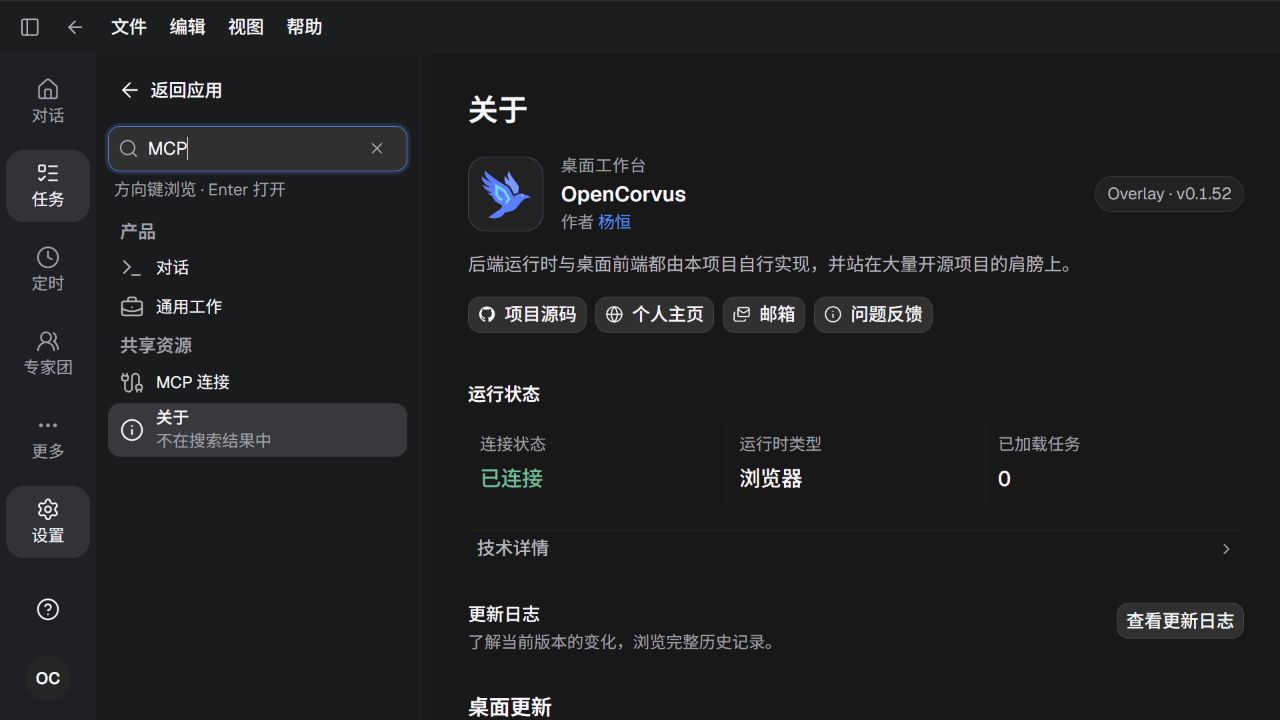 文件 编辑 视图 帮助
对话
任务
定时
专家团
更多
设置
OC
返回应用
MCP
方向键浏览 · Enter 打开
产品
对话
通用工作
共享资源
MCP 连接
关于
不在搜索结果中
关于
桌面工作台
OpenCorvus
作者 杨恒
Overlay · v0.1.52
后端运行时与桌面前端都由本项目自行实现，并站在大量开源项目的肩膀上。
项目源码 个人主页 邮箱 问题反馈
运行状态
连接状态 运行时类型 已加载任务
已连接 浏览器 0
技术详情
更新日志
了解当前版本的变化，浏览完整历史记录。
查看更新日志
桌面更新